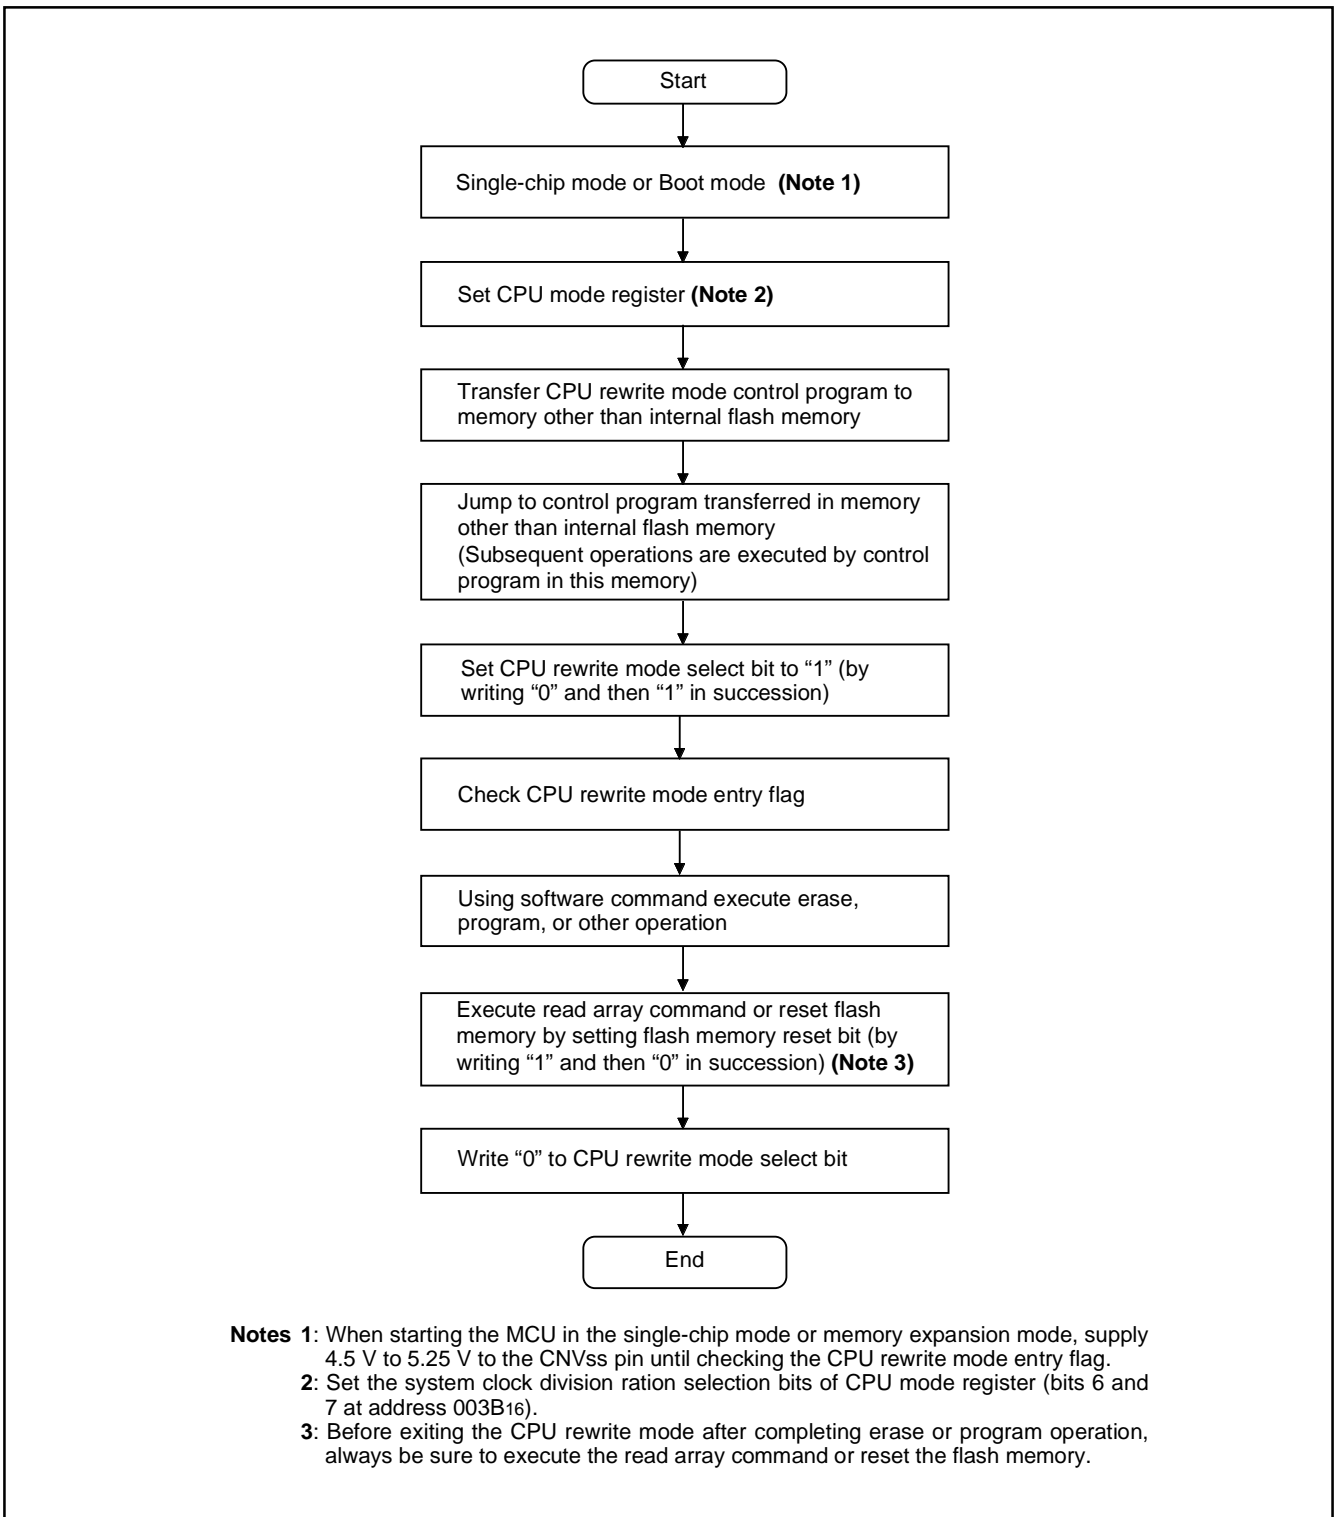 Start
Single-chip mode or Boot mode (Note 1)
Set CPU mode register (Note 2)
Transfer CPU rewrite mode control program to
memory other than internal flash memory
Jump to control program transferred in memory
other than internal flash memory
(Subsequent operations are executed by control
program in this memory)
Set CPU rewrite mode select bit to “1” (by
writing “0” and then “1” in succession)
Check CPU rewrite mode entry flag
Using software command execute erase,
program, or other operation
Execute read array command or reset flash
memory by setting flash memory reset bit (by
writing “1” and then “0” in succession) (Note 3)
Write “0” to CPU rewrite mode select bit
End
Notes 1: When starting the MCU in the single-chip mode or memory expansion mode, supply
4.5 V to 5.25 V to the CNVss pin until checking the CPU rewrite mode entry flag.
2: Set the system clock division ration selection bits of CPU mode register (bits 6 and
7 at address 003B16).
3: Before exiting the CPU rewrite mode after completing erase or program operation,
always be sure to execute the read array command or reset the flash memory.